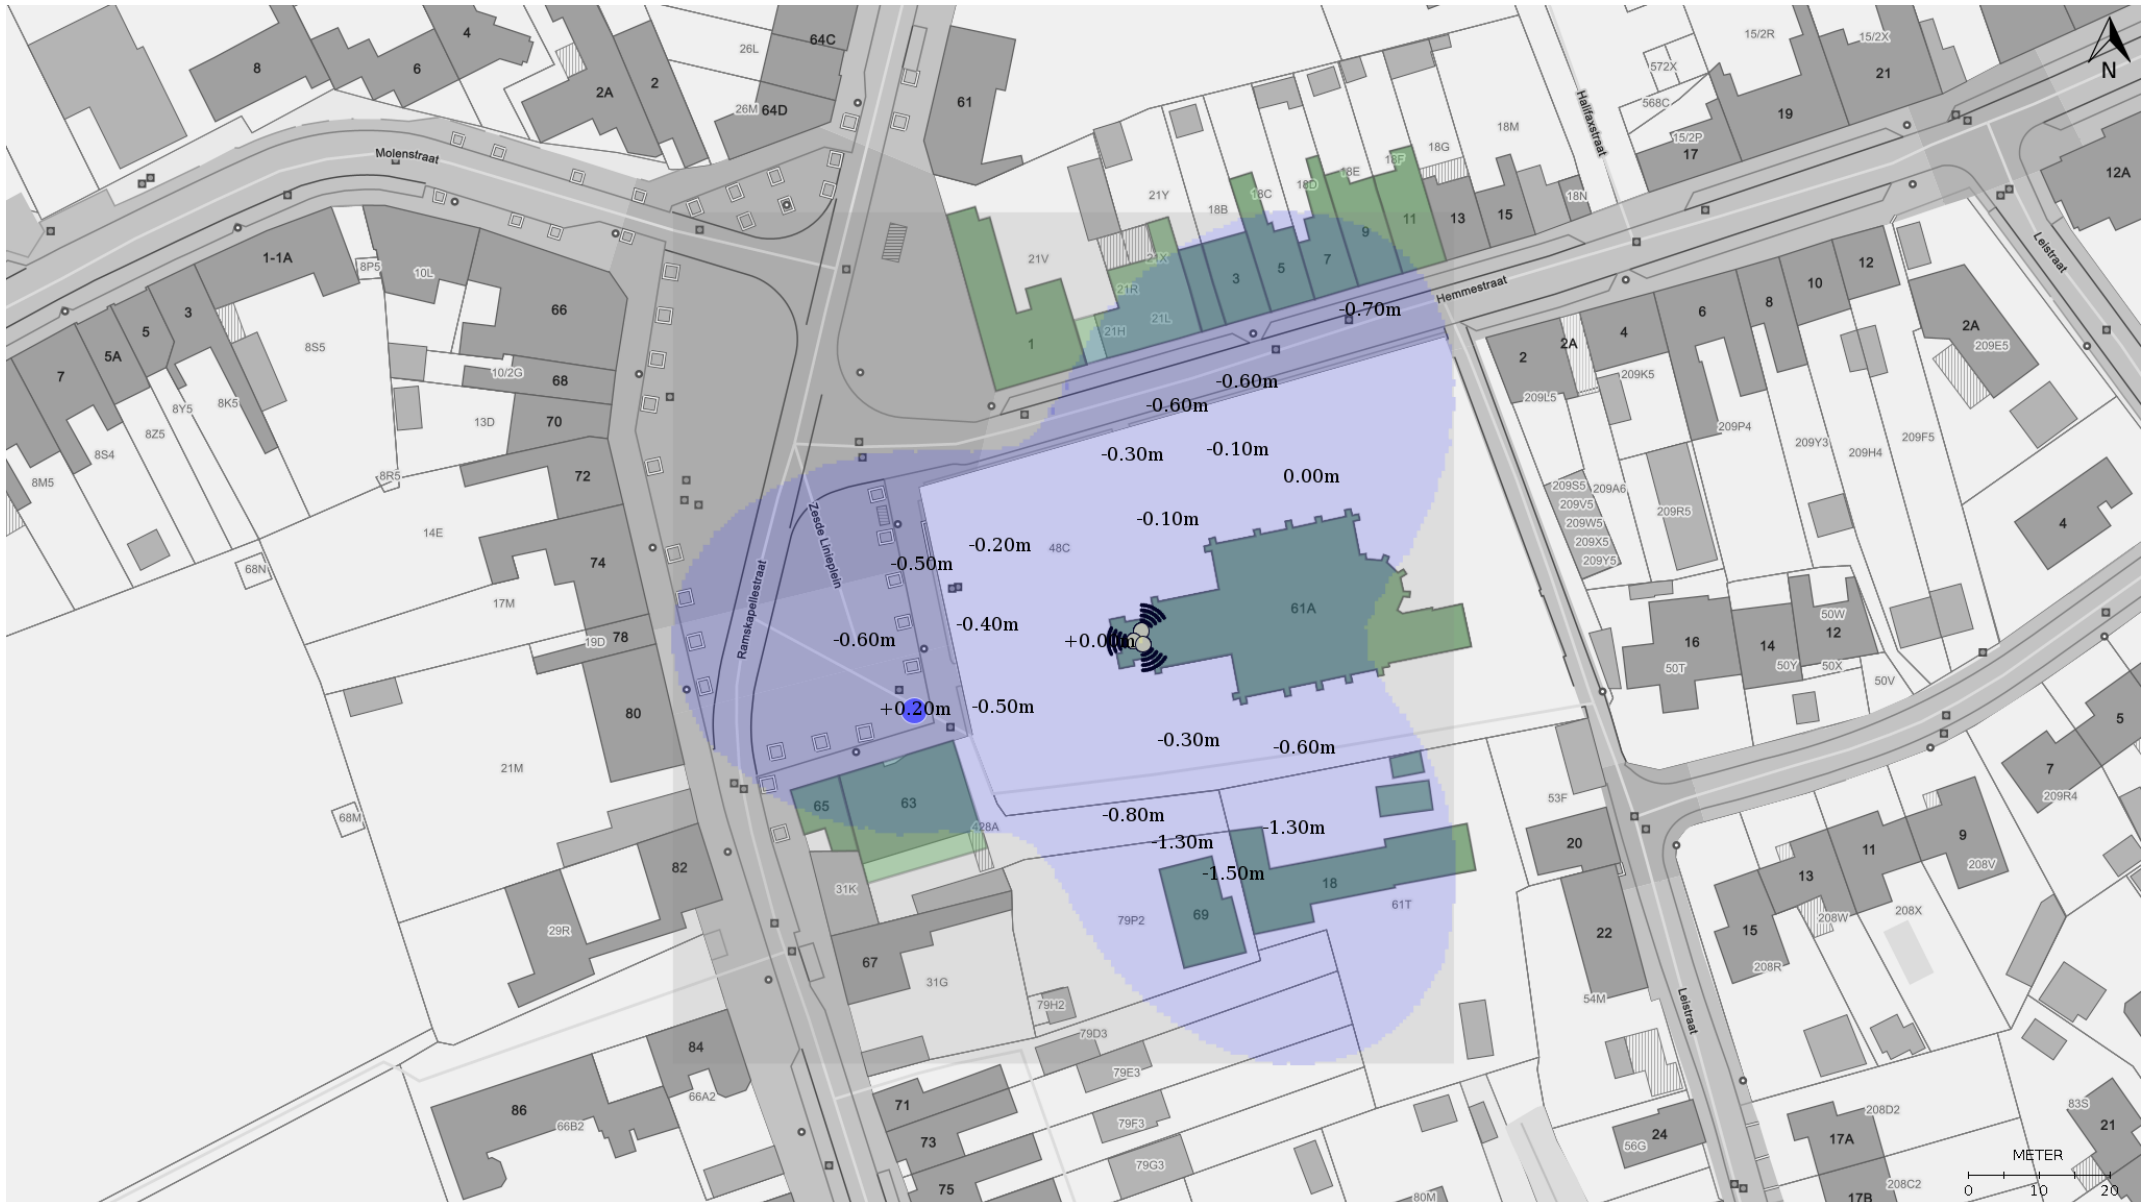 4
8
6
2A
2
26L
64C
26M
64D
61
15/2R
15/2X
572X
21
568C
19
15/2P
17
N
Halifaxstraat
18M
18G
18F
18E
18D
18C
18B
21Y
12A
18N
Molenstraat
1-1A
8P5
10L
66
21V
21X
21R
21H
21L
1
3
5
7
9
11
13
15
Hemmestraat
Leistraat
-0.70m
12
10
8
6
4
2A
2
2A
209E5
3
5
5A
7
8S5
10/2G
68
70
13D
8K5
8Y5
8Z5
8S4
8M5
8R5
72
-0.60m
-0.60m
209K5
209L5
209P4
209Y3
209H4
209F5
-0.30m
-0.10m
0.00m
209S5
209A6
209V5
209W5
209X5
209Y5
209R5
4
14E
74
68N
17M
78
19D
Zesde Linieplein
Ramskapellestraat
-0.10m
-0.20m
48C
-0.50m
-0.40m
-0.60m
+0.00m
61A
16
14
12
50W
50T
50Y
50X
50V
80
+0.20m
-0.50m
-0.30m
-0.60m
5
7
209R4
21M
68M
65
63
428A
-0.80m
-1.30m
-1.30m
-1.50m
53F
20
9
11
208V
13
82
31K
18
69
79P2
61T
22
15
208W
208X
208R
29R
67
31G
79H2
54M
Leistraat
79D3
84
79E3
66A2
86
66B2
71
73
75
79F3
79G3
80M
56G
24
208D2
17A
17B
208C2
83S
21
METER
0 10 20